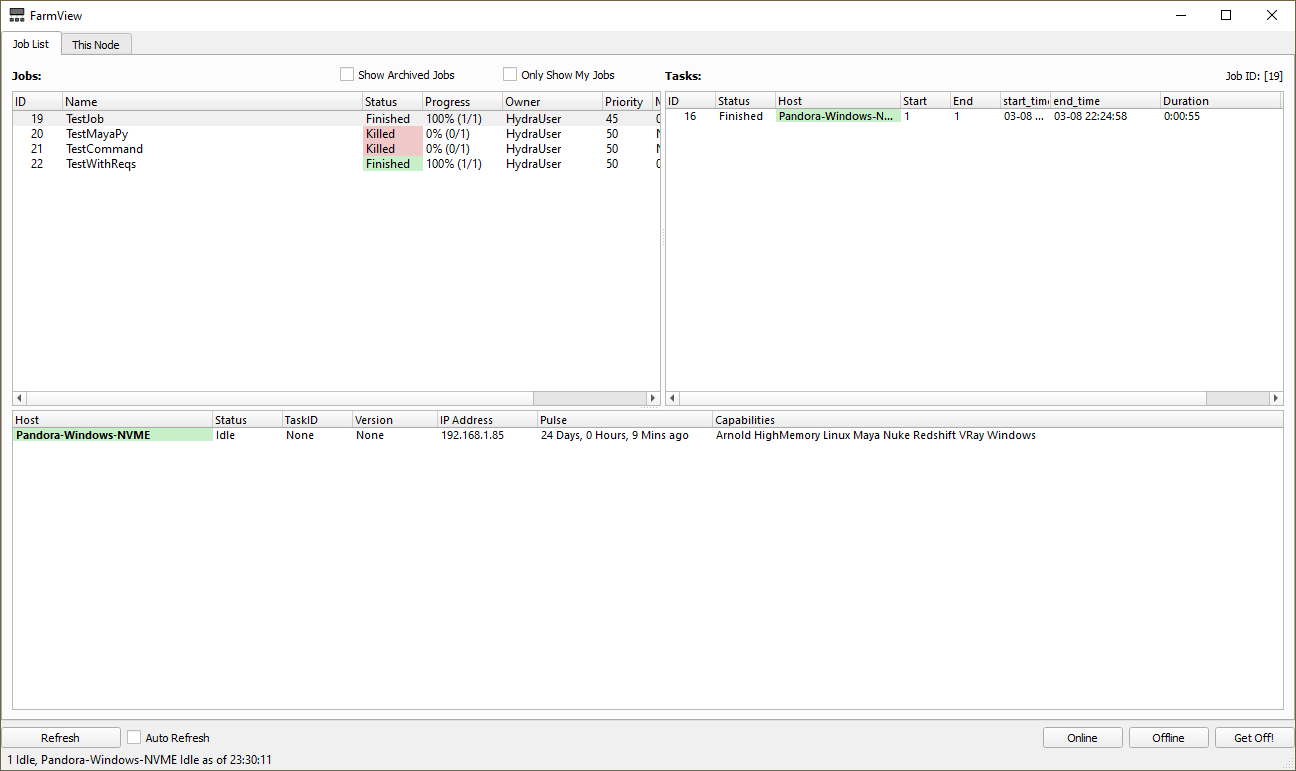 FarmView
Job List This Node
Jobs: Show Archived Jobs Only Show My Jobs Tasks: Job ID: [19]
ID Name Status Progress Owner Priority
19 TestJob Finished 100% (1/1) HydraUser 45
20 TestMayaPy Killed 0% (0/1) HydraUser 50
21 TestCommand Killed 0% (0/1) HydraUser 50
22 TestWithReqs Finished 100% (1/1) HydraUser 50
ID Status Host Start End start_time end_time Duration
16 Finished Pandora-Windows-N... 1 1 03-08 ... 03-08 22:24:58 0:00:55
Host Status TaskID Version IP Address Pulse Capabilities
Pandora-Windows-NVME Idle None None 192.168.1.85 24 Days, 0 Hours, 9 Mins ago Arnold HighMemory Linux Maya Nuke Redshift VRay Windows
Refresh Auto Refresh Online Offline Get Off!
1 Idle, Pandora-Windows-NVME Idle as of 23:30:11